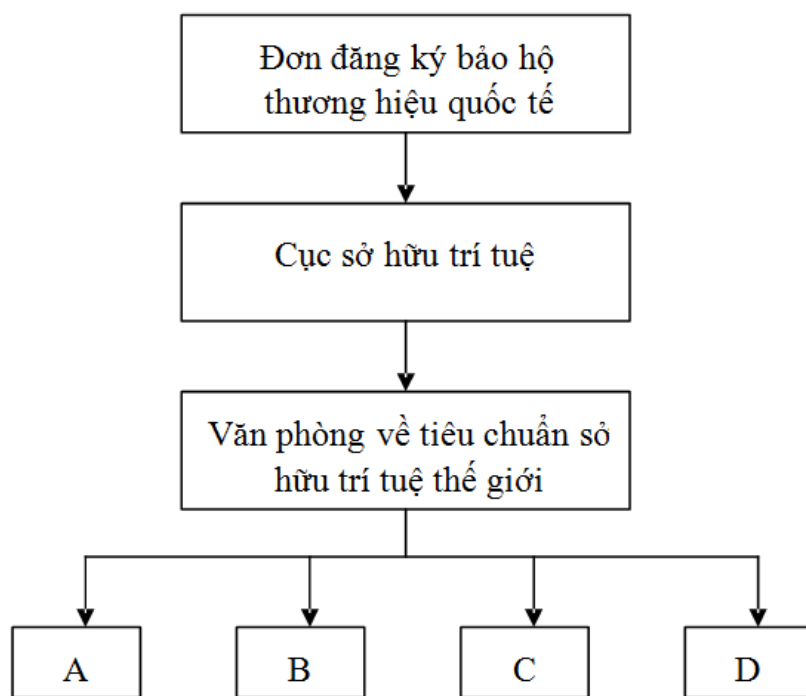 Đơn đăng ký bảo hộ
thương hiệu quốc tế
Cục sở hữu trí tuệ
Văn phòng về tiêu chuẩn sở
hữu trí tuệ thế giới
A
B
C
D